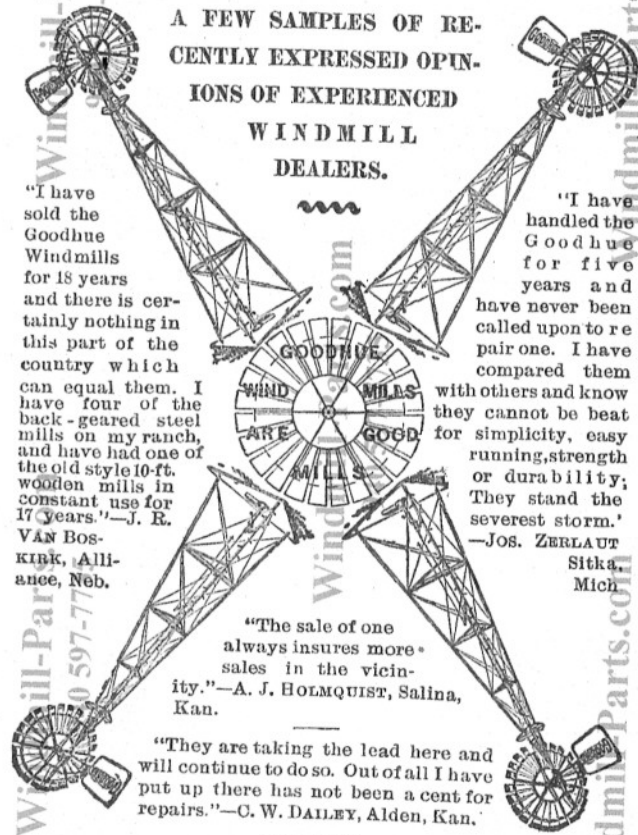 A FEW SAMPLES OF RE-
CENTLY EXPRESSED OPIN-
IONS OF EXPERIENCED
WINDMILL
DEALERS.
"I have
sold the
Goodhue
Windmills
for 18 years
and there is cer-
tainly nothing in
this part of the
country which
can equal them. I
have four of the
back-geared steel
mills on my ranch,
and have had one of
the old style 10-ft.
wooden mills in
constant use for
17 years."—J. R.
VAN BOS-
KIRK, Alli-
ance, Neb.
"I have
handled the
Goodhue
for five
years and
have never been
called upon to re
pair one. I have
compared them
with others and know
they cannot be beat
for simplicity, easy
running, strength
or durability;
They stand the
severest storm.'
—JOS. ZERLAUT
Sitka,
Mich
GOODHUE
WIND MILLS
ARE GOOD
MILLS
"The sale of one
always insures more
sales in the vicin-
ity."—A. J. HOLMQUIST, Salina,
Kan.
"They are taking the lead here and
will continue to do so. Out of all I have
put up there has not been a cent for
repairs."—C. W. DAILEY, Alden, Kan.
Windmill-Parts.com